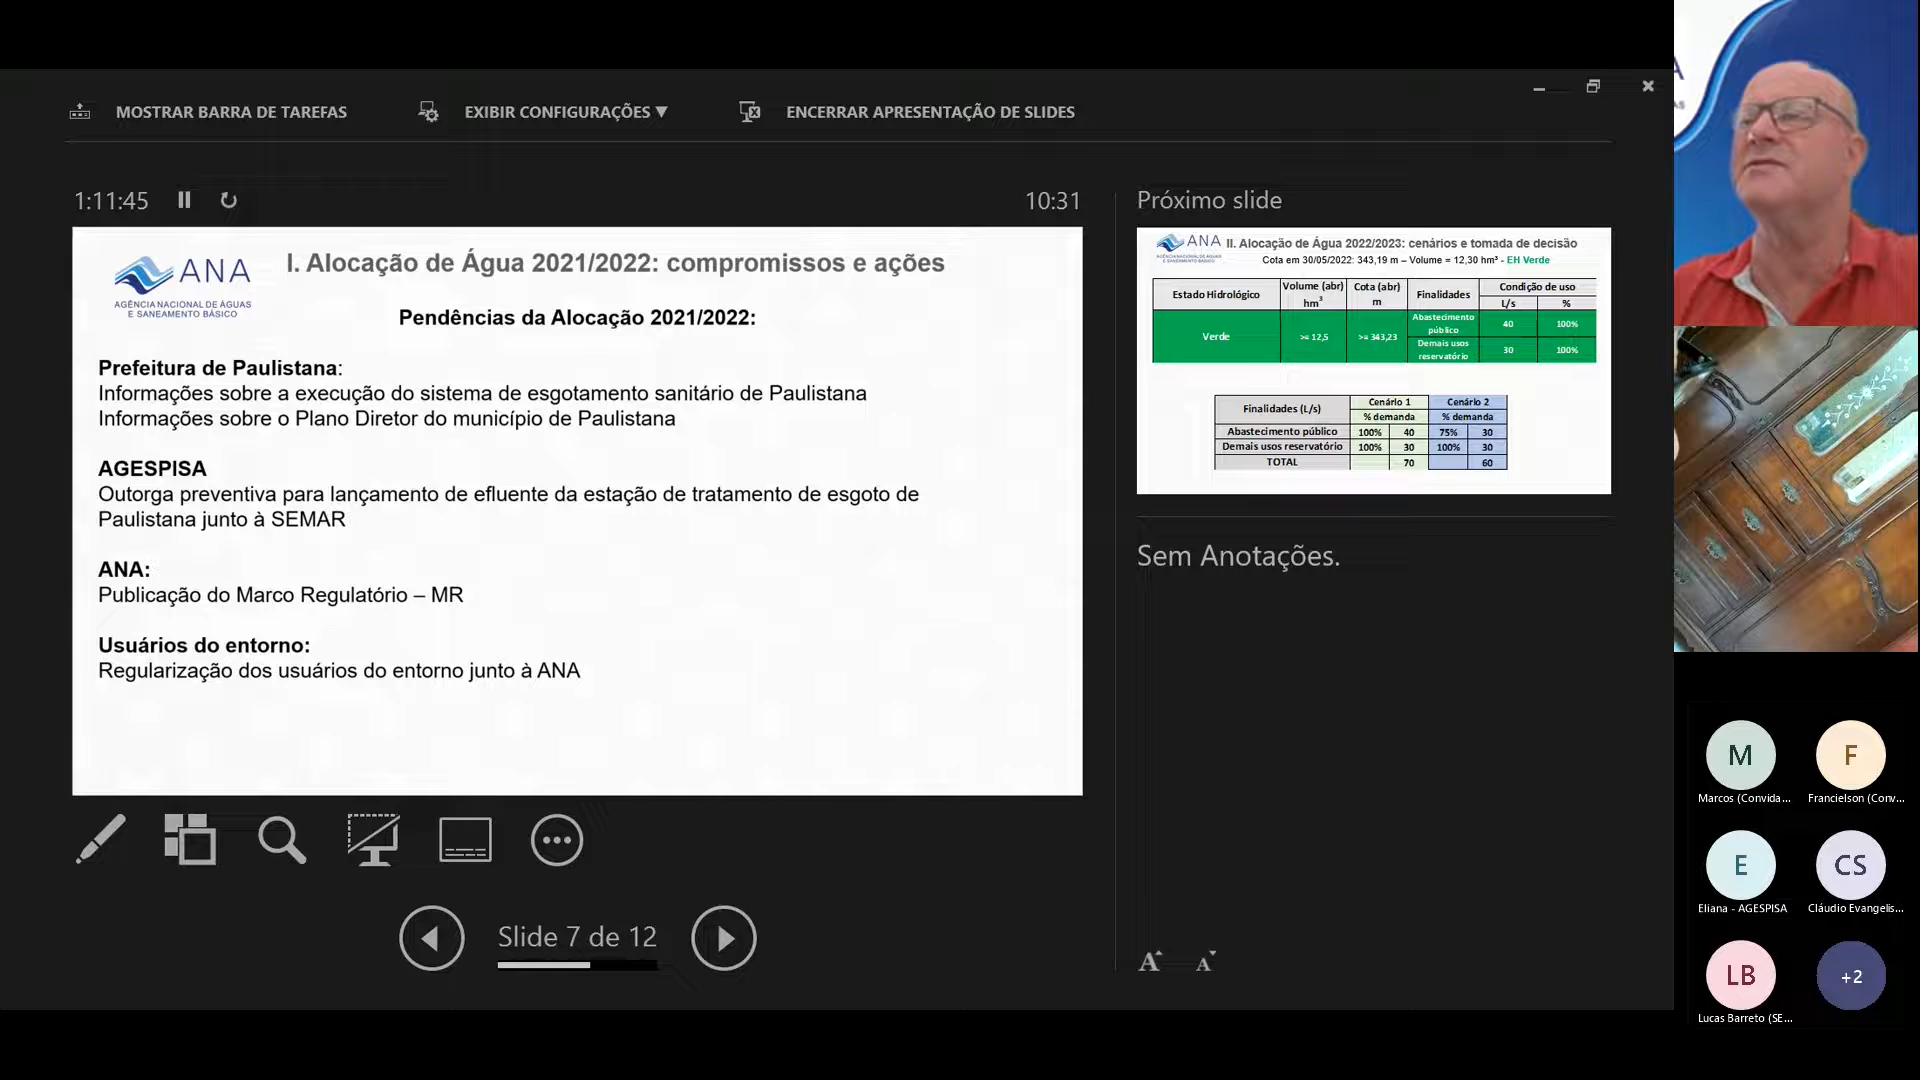 MOSTRAR BARRA DE TAREFAS
EXIBIR CONFIGURAÇÕES ▼
ENCERRAR APRESENTAÇÃO DE SLIDES
1:11:45
10:31
ANA
AGÊNCIA NACIONAL DE ÁGUAS
E SANEAMENTO BÁSICO
I. Alocação de Água 2021/2022: compromissos e ações
Pendências da Alocação 2021/2022:
Prefeitura de Paulistana:
Informações sobre a execução do sistema de esgotamento sanitário de Paulistana
Informações sobre o Plano Diretor do município de Paulistana
AGESPISA
Outorga preventiva para lançamento de efluente da estação de tratamento de esgoto de
Paulistana junto à SEMAR
ANA:
Publicação do Marco Regulatório – MR
Usuários do entorno:
Regularização dos usuários do entorno junto à ANA
Slide 7 de 12
Próximo slide
ANA
II. Alocação de Água 2022/2023: cenários e tomada de decisão
Cota em 30/05/2022: 343,19 m – Volume = 12,30 hm³ - EH Verde
Estado Hidrológico Volume (abr) hm³ Cota (abr) m Finalidades Condição de uso
L/s %
Verde >= 12,5 >= 343,23 Abastecimento público 40 100%
Demais usos reservatório 30 100%
Finalidades (L/s) Cenário 1 Cenário 2
% demanda % demanda
Abastecimento público 100% 40 75% 30
Demais usos reservatório 100% 30 100% 30
TOTAL 70 60
Sem Anotações.
A A
M
Marcos (Convida...
F
Francielson (Conv...
E
Eliana - AGESPISA
CS
Cláudio Evangelis...
LB
Lucas Barreto (SE...
+2